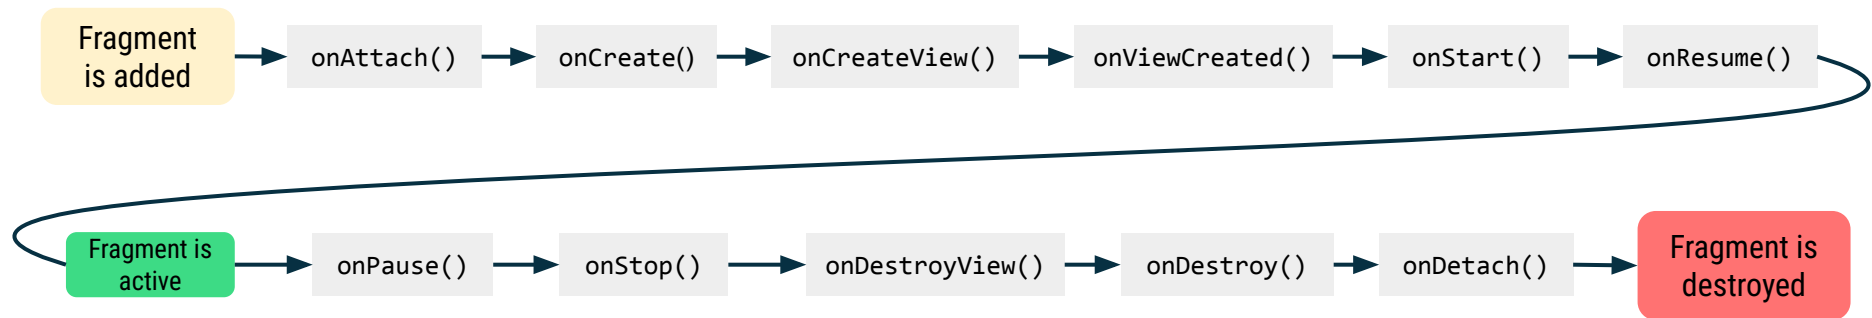 Fragment
is added
onAttach()
onCreate()
onCreateView()
onViewCreated()
onStart()
onResume()
Fragment is
active
onPause()
onStop()
onDestroyView()
onDestroy()
onDetach()
Fragment is
destroyed